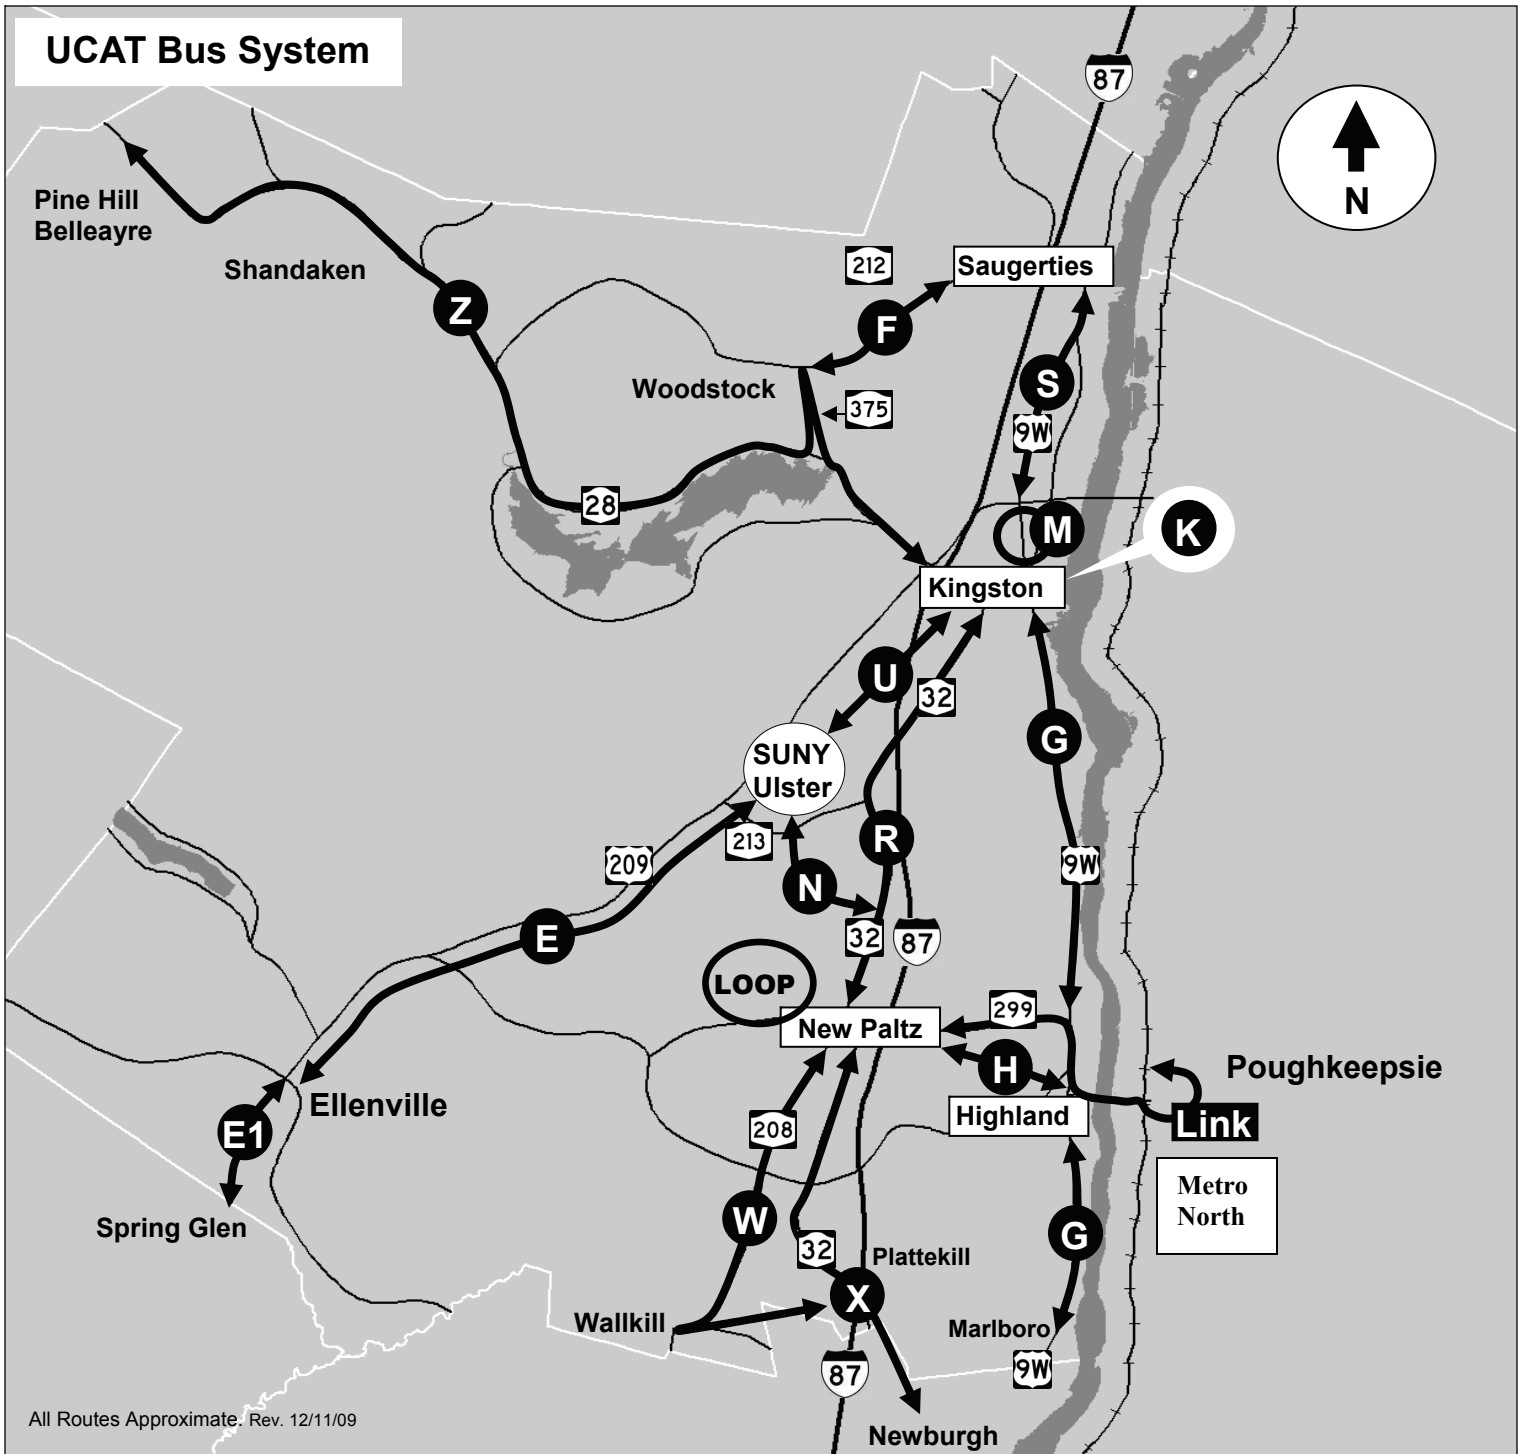 UCAT Bus System
87
N
Pine Hill
Belleayre
Shandaken
212
Saugerties
Z
F
Woodstock
375
S
9W
28
M
K
Kingston
U
32
G
SUNY
Ulster
213
R
209
9W
N
E
32
87
LOOP
299
New Paltz
H
Poughkeepsie
Ellenville
Highland
Link
E1
208
Metro
North
Spring Glen
W
G
32
Plattekill
X
Wallkill
Marlboro
9W
87
All Routes Approximate. Rev. 12/11/09
Newburgh